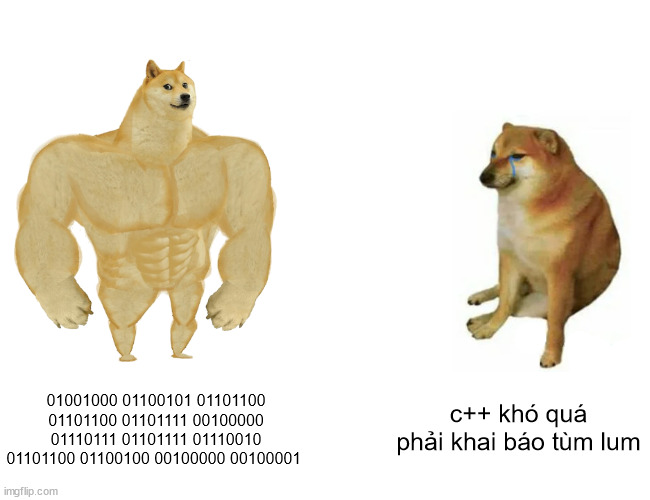 01001000 01100101 01101100
01101100 01101111 00100000
01110111 01101111 01110010
01101100 01100100 00100000 00100001
c++ khó quá
phải khai báo tùm lum
imgflip.com